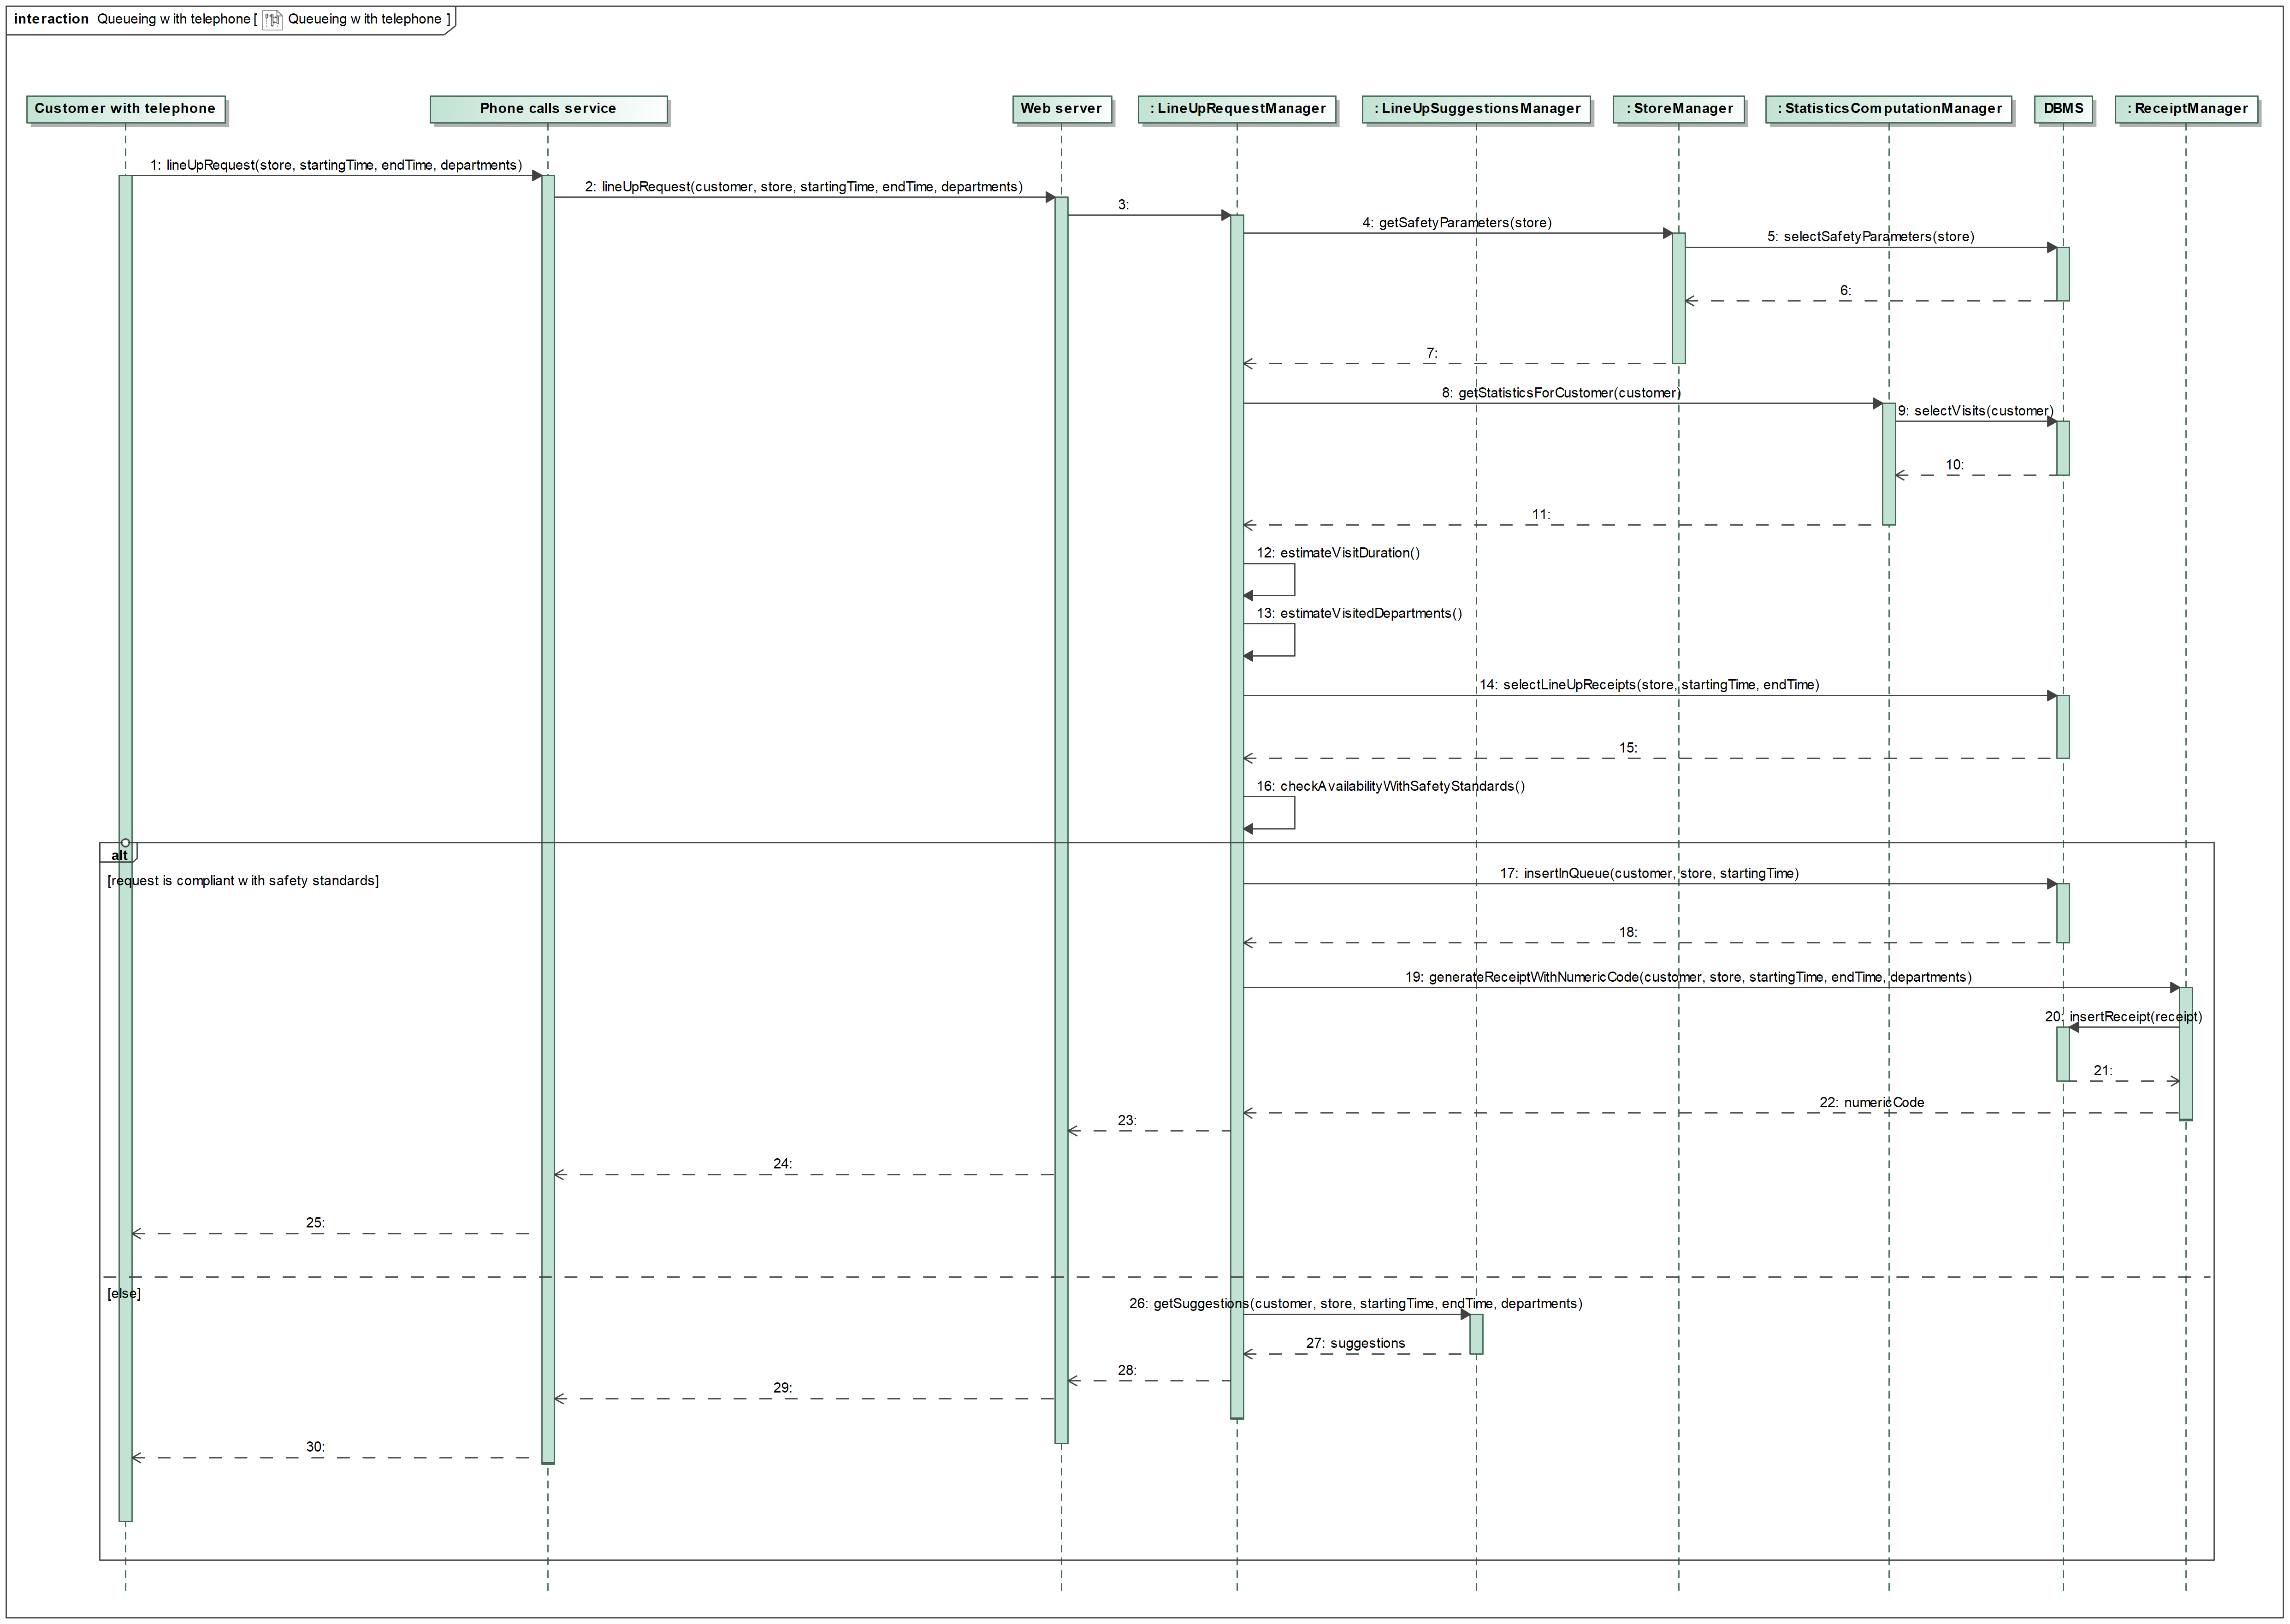 interaction Queueing with telephone [ Queueing with telephone ]
Customer with telephone
Phone calls service
Web server
: LineUpRequestManager
: LineUpSuggestionsManager
: StoreManager
: StatisticsComputationManager
DBMS
: ReceiptManager
1: lineUpRequest(store, startingTime, endTime, departments)
2: lineUpRequest(customer, store, startingTime, endTime, departments)
3:
4: getSafetyParameters(store)
5: selectSafetyParameters(store)
6:
7:
8: getStatisticsForCustomer(customer)
9: selectVisits(customer)
10:
11:
12: estimateVisitDuration()
13: estimateVisitedDepartments()
14: selectLineUpReceipts(store, startingTime, endTime)
15:
16: checkAvailabilityWithSafetyStandards()
alt
[request is compliant with safety standards]
17: insertInQueue(customer, store, startingTime)
18:
19: generateReceiptWithNumericCode(customer, store, startingTime, endTime, departments)
20: insertReceipt(receipt)
21:
22: numericCode
23:
24:
25:
[else]
26: getSuggestions(customer, store, startingTime, endTime, departments)
27: suggestions
28:
29:
30: